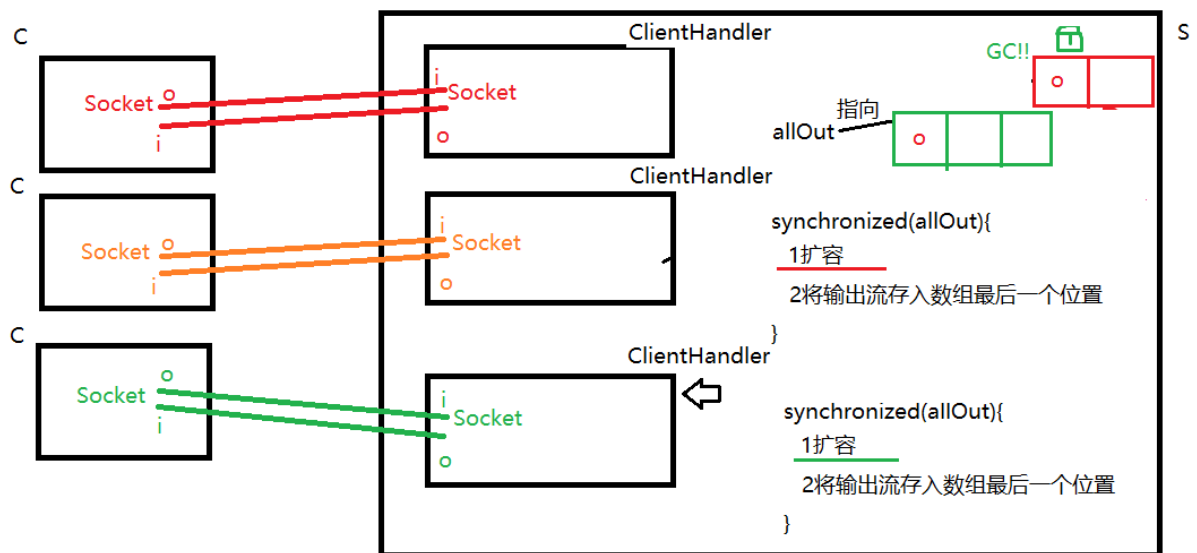 C
Socket
o
i
C
Socket
o
i
C
Socket
o
i
S
ClientHandler
i
Socket
o
ClientHandler
i
Socket
o
ClientHandler
i
Socket
o
GC!!
o
指向
allOut
o
synchronized(allOut){
1扩容
2将输出流存入数组最后一个位置
}
synchronized(allOut){
1扩容
2将输出流存入数组最后一个位置
}